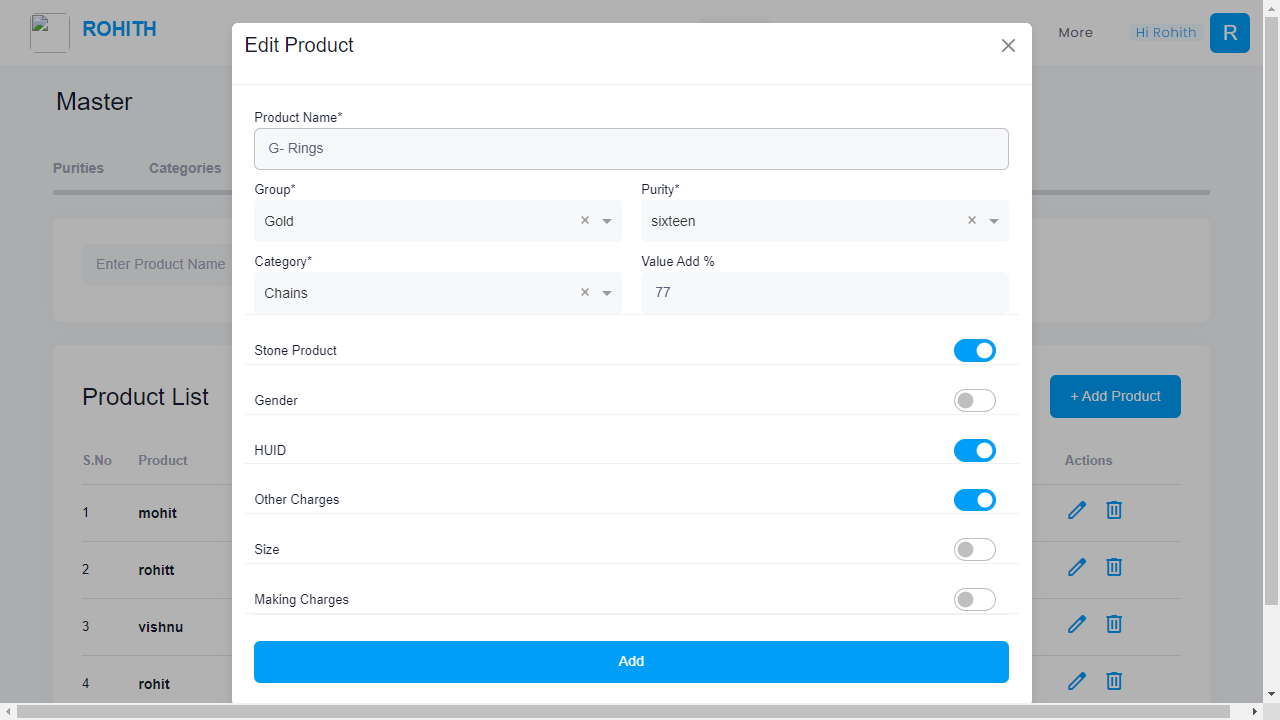 ROHITH
More
Hi Rohith
R
Master
Purities
Categories
Enter Product Name
Product List
+ Add Product
S.No
Product
Actions
1
mohit
2
rohitt
3
vishnu
4
rohit
Edit Product
Product Name*
G- Rings
Group*
Purity*
Gold
×
sixteen
×
Category*
Value Add %
Chains
×
77
Stone Product
Gender
HUID
Other Charges
Size
Making Charges
Add